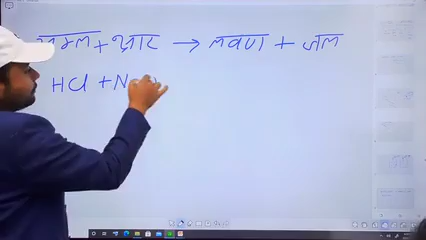 अम्ल + क्षार → लवण + जल
HCl + N